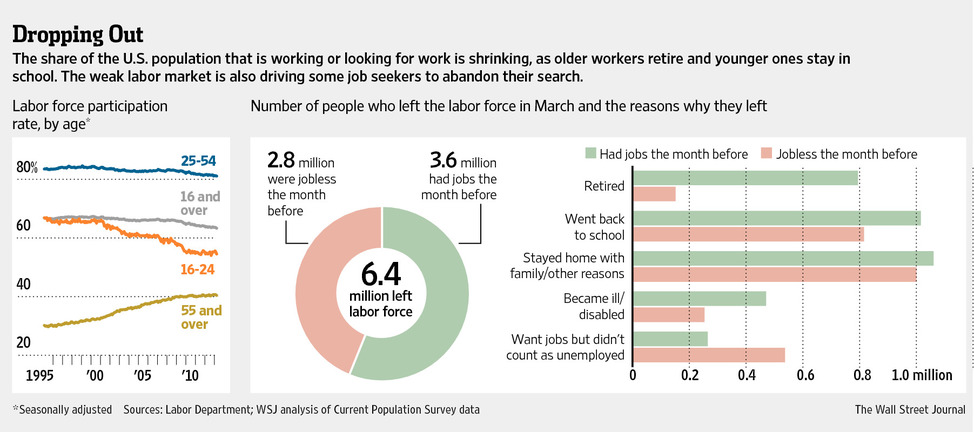 Dropping Out
The share of the U.S. population that is working or looking for work is shrinking, as older workers retire and younger ones stay in
school. The weak labor market is also driving some job seekers to abandon their search.
Labor force participation
rate, by age*
80%
60
40
20
25-54
16 and
over
16-24
55 and
over
1995 '00 '05 '10
Number of people who left the labor force in March and the reasons why they left
2.8 million
were jobless
the month
before
3.6 million
had jobs the
month before
6.4
million left
labor force
Had jobs the month before Jobless the month before
Retired
Went back
to school
Stayed home with
family/other reasons
Became ill/
disabled
Want jobs but didn't
count as unemployed
0 0.2 0.4 0.6 0.8 1.0 million
*Seasonally adjusted Sources: Labor Department; WSJ analysis of Current Population Survey data
The Wall Street Journal